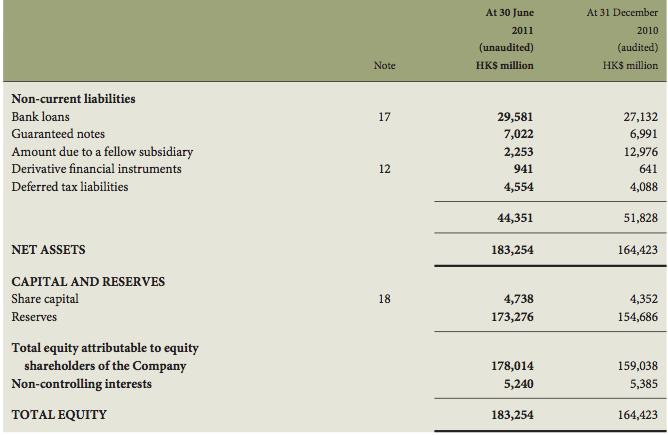 At 30 June At 31 December
2011 2010
(unaudited) (audited)
Note HK$ million HK$ million
Non-current liabilities
Bank loans 17 29,581 27,132
Guaranteed notes 7,022 6,991
Amount due to a fellow subsidiary 2,253 12,976
Derivative financial instruments 12 941 641
Deferred tax liabilities 4,554 4,088
44,351 51,828
NET ASSETS 183,254 164,423
CAPITAL AND RESERVES
Share capital 18 4,738 4,352
Reserves 173,276 154,686
Total equity attributable to equity
shareholders of the Company 178,014 159,038
Non-controlling interests 5,240 5,385
TOTAL EQUITY 183,254 164,423